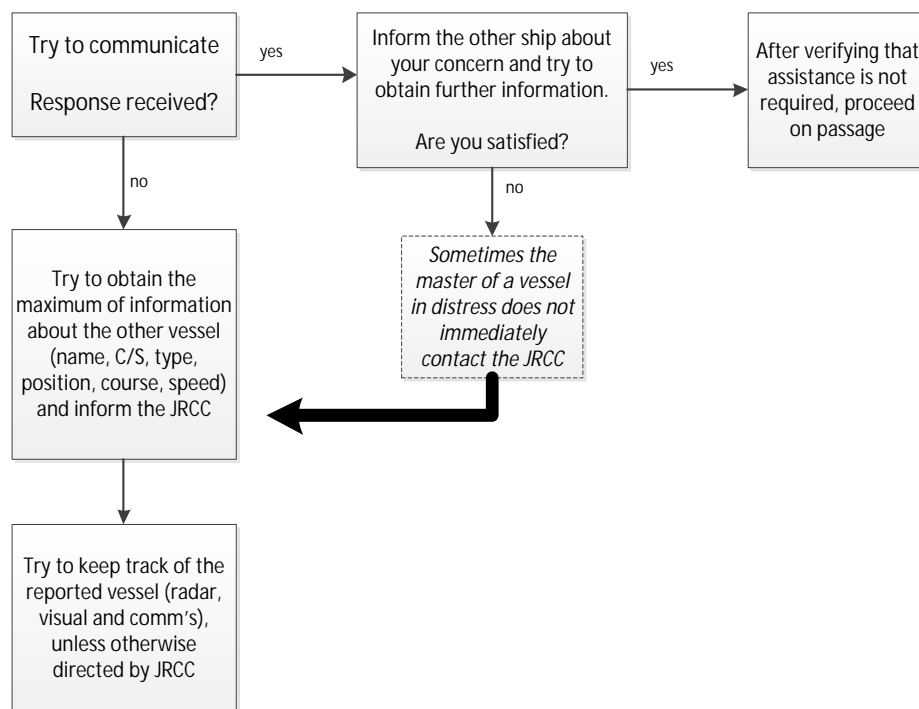 Try to communicate
Response received?
yes
Inform the other ship about
your concern and try to
obtain further information.
Are you satisfied?
yes
After verifying that
assistance is not
required, proceed
on passage
no
no
Try to obtain the
maximum of information
about the other vessel
(name, C/S, type,
position, course, speed)
and inform the JRCC
Sometimes the
master of a vessel
in distress does not
immediately
contact the JRCC
Try to keep track of the
reported vessel (radar,
visual and comm's),
unless otherwise
directed by JRCC